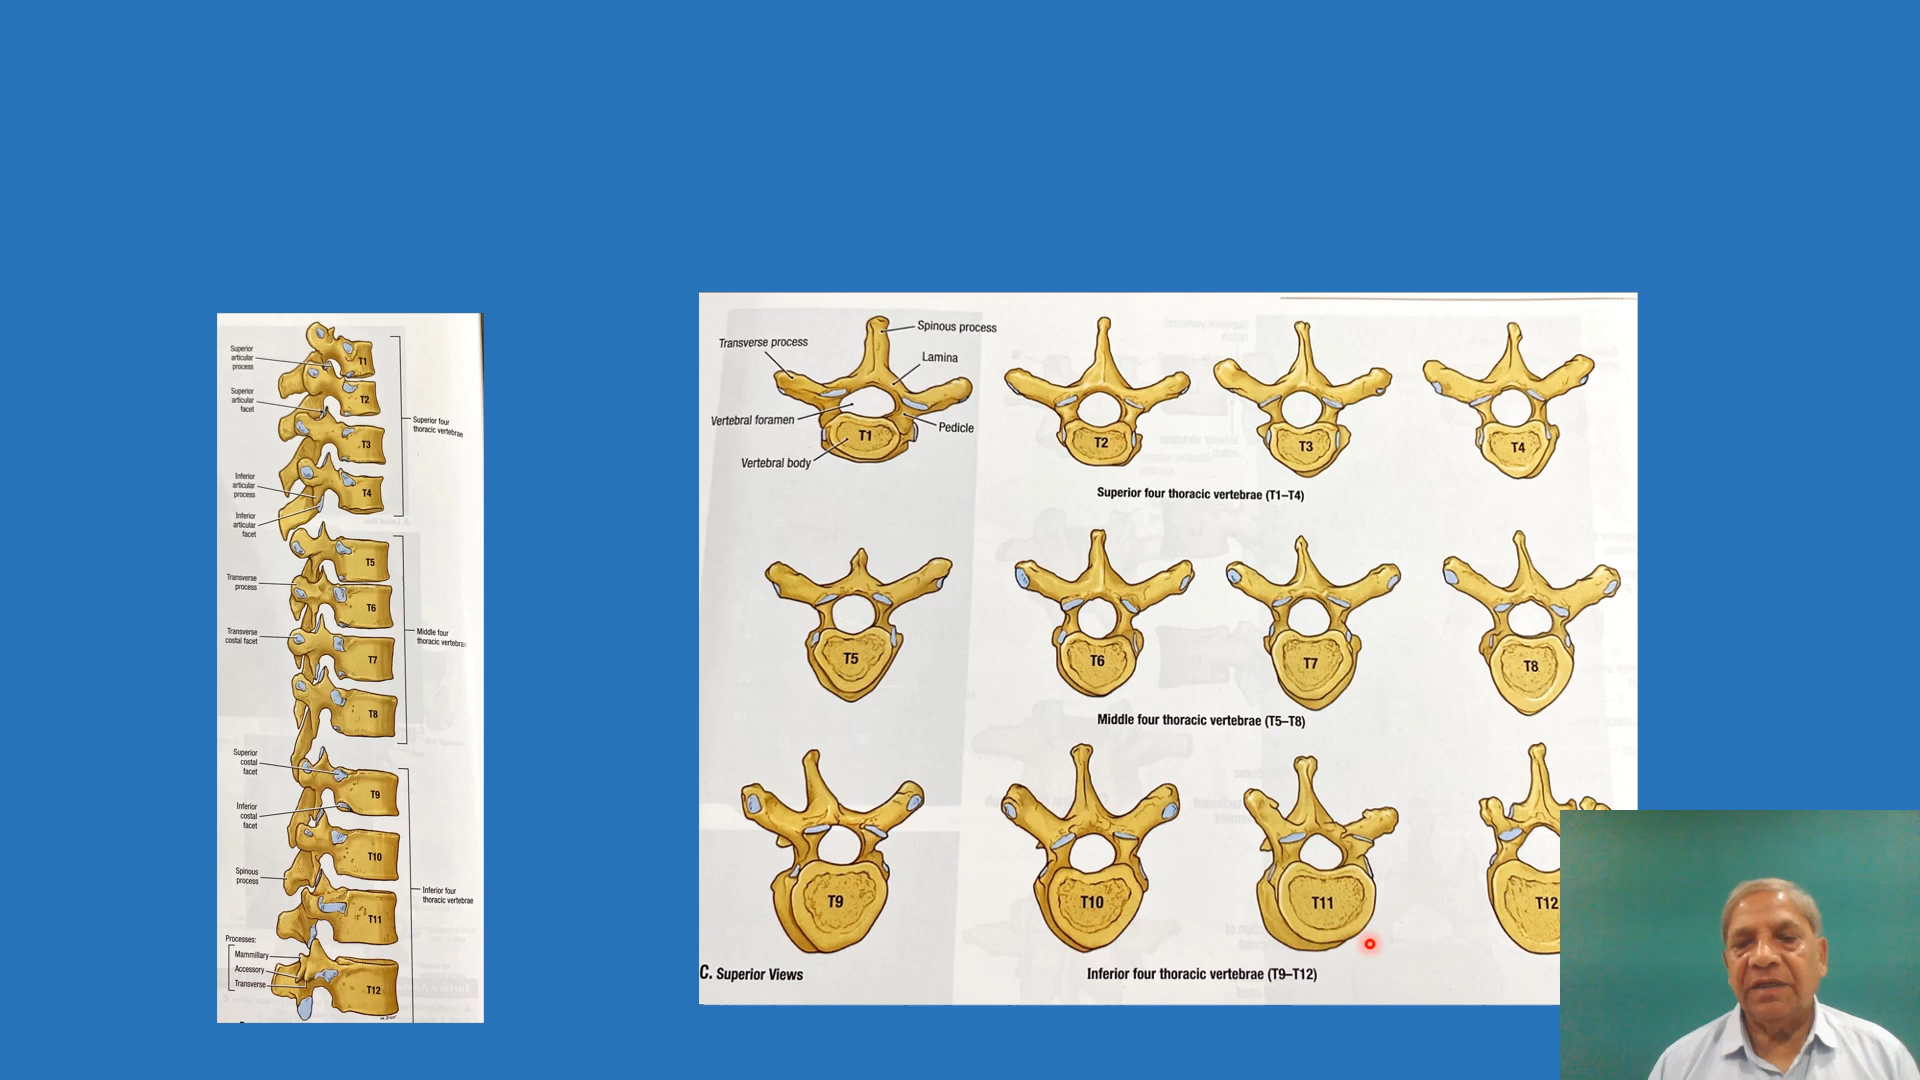 Superior
articular
process
Superior
articular
facet
Inferior
articular
process
Inferior
articular
facet
Transverse
process
Transverse
costal facet
Superior
costal
facet
Inferior
costal
facet
Spinous
process
Processes:
Mammillary
Accessory
Transverse
T1
T2
T3
T4
T5
T6
T7
T8
T9
T10
T11
T12
Superior four
thoracic vertebrae
Middle four
thoracic vertebrae
Inferior four
thoracic vertebrae
Spinous process
Transverse process
Lamina
Vertebral foramen
Pedicle
Vertebral body
T1
T2
T3
T4
Superior four thoracic vertebrae (T1–T4)
T5
T6
T7
T8
Middle four thoracic vertebrae (T5–T8)
T9
T10
T11
T12
C. Superior Views
Inferior four thoracic vertebrae (T9–T12)